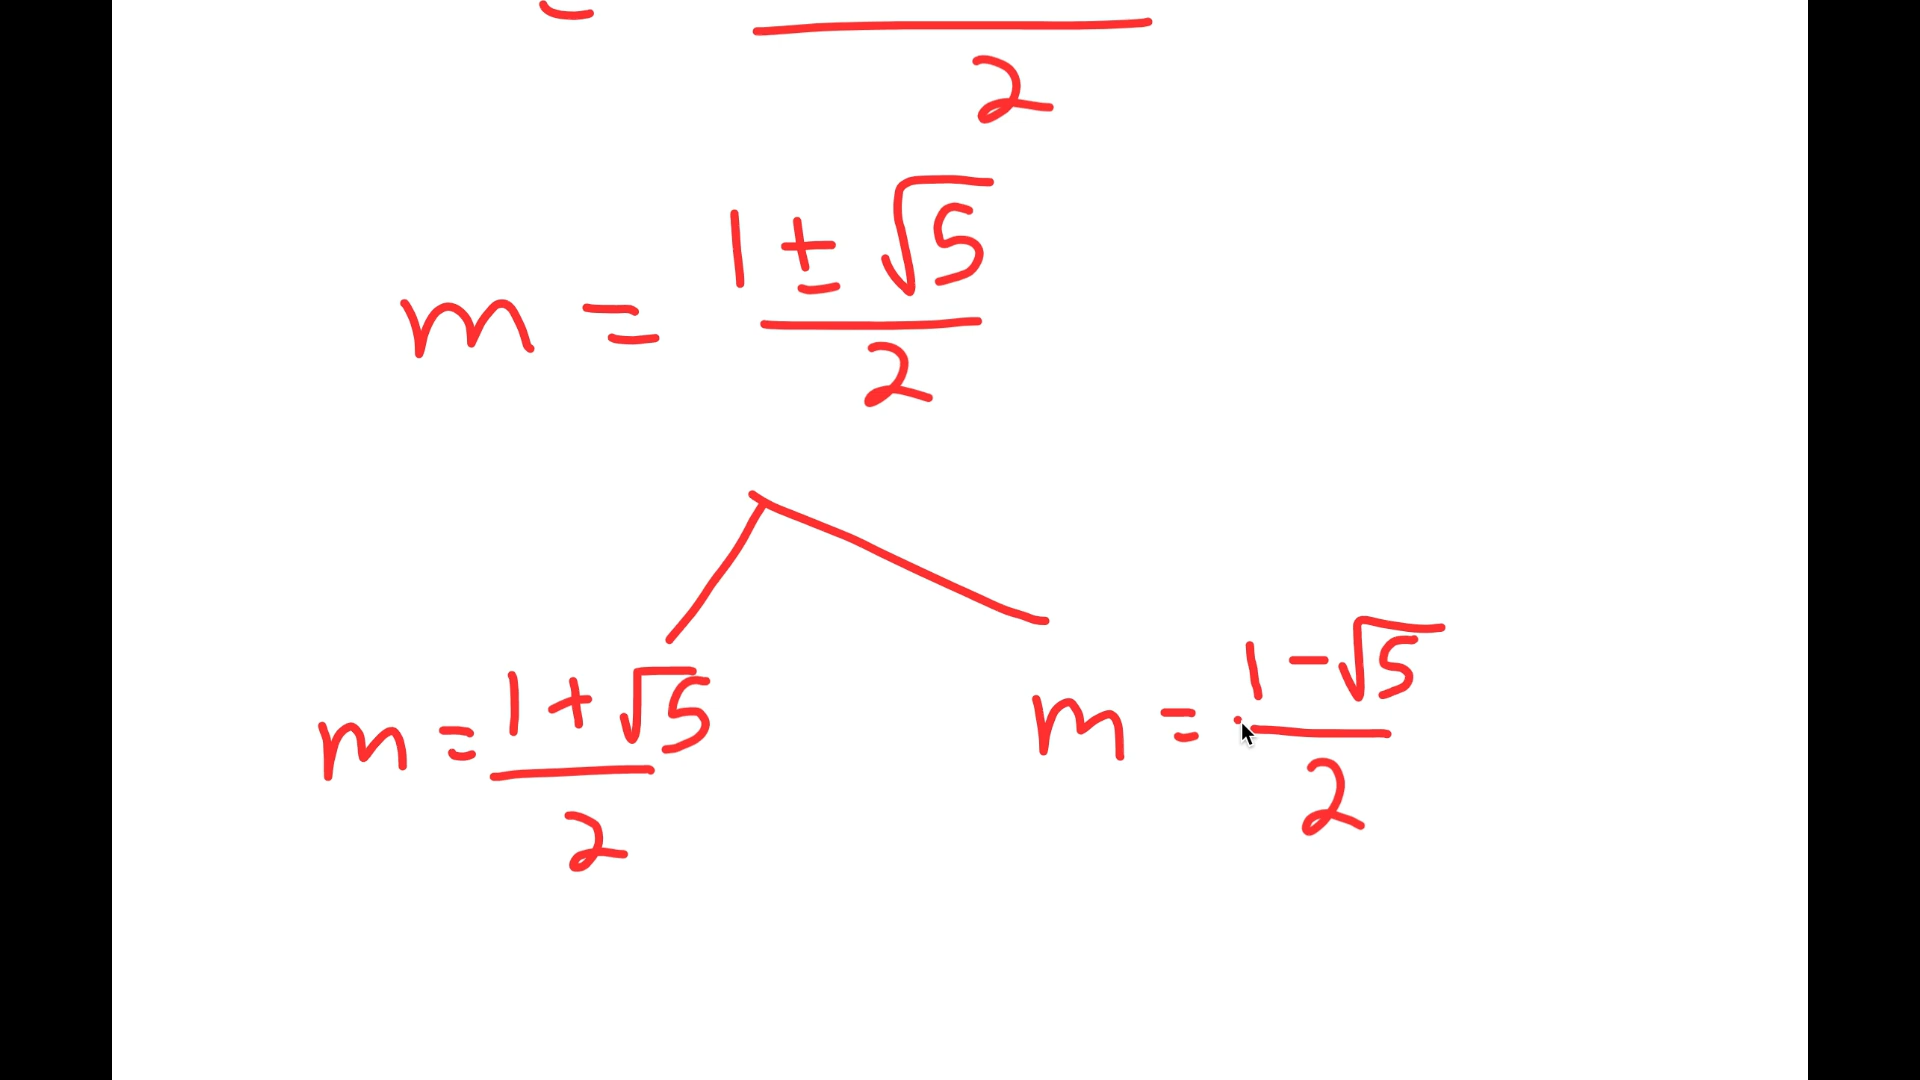 2
m = (1 ± √5)/2
m = (1 + √5)/2
m = (1 - √5)/2